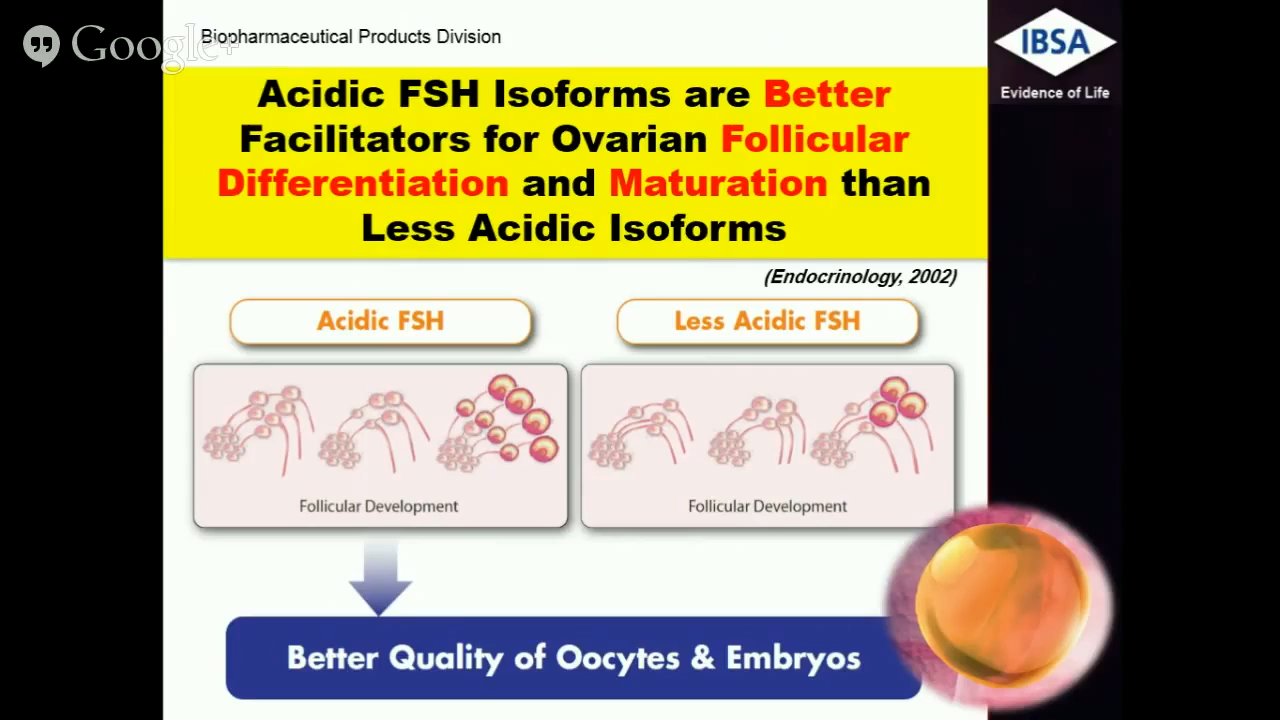 Google+
Biopharmaceutical Products Division
IBSA
Evidence of Life
Acidic FSH Isoforms are Better
Facilitators for Ovarian Follicular
Differentiation and Maturation than
Less Acidic Isoforms
(Endocrinology, 2002)
Acidic FSH
Less Acidic FSH
Follicular Development
Follicular Development
Better Quality of Oocytes & Embryos